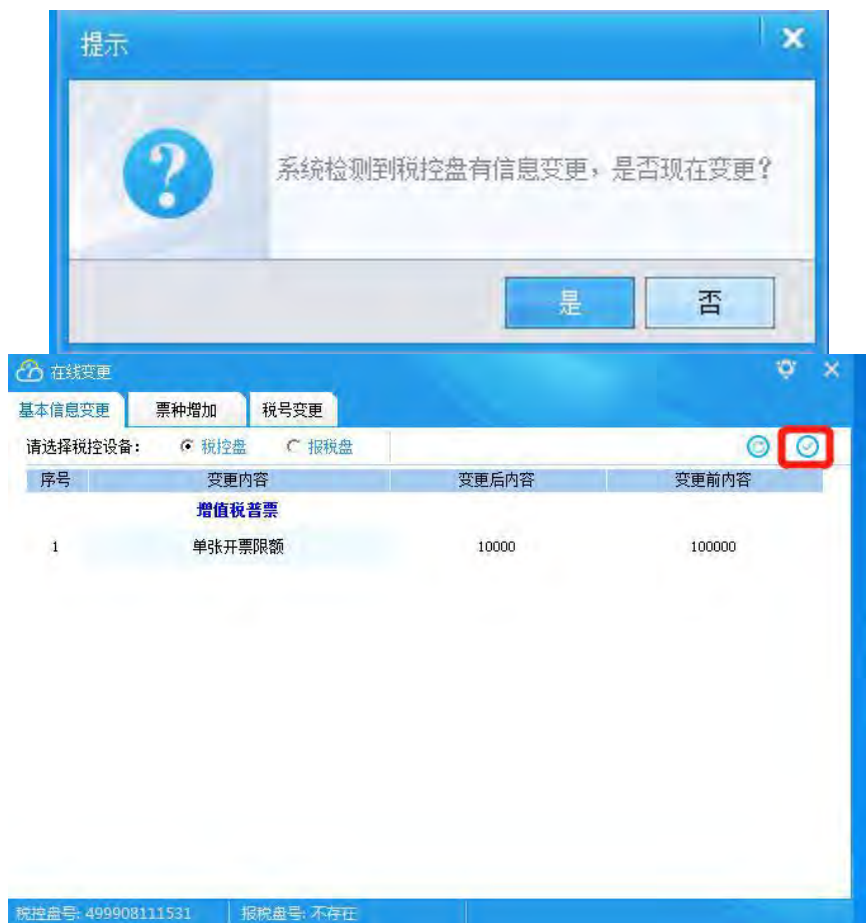 提示
系统检测到税控盘有信息变更，是否现在变更？
是 否
在线变更
基本信息变更 票种增加 税号变更
请选择税控设备： 税控盘 报税盘
序号 变更内容 变更后内容 变更前内容
增值税普票
1 单张开票限额 10000 100000
税控盘号: 499908111531 报税盘号: 不存在